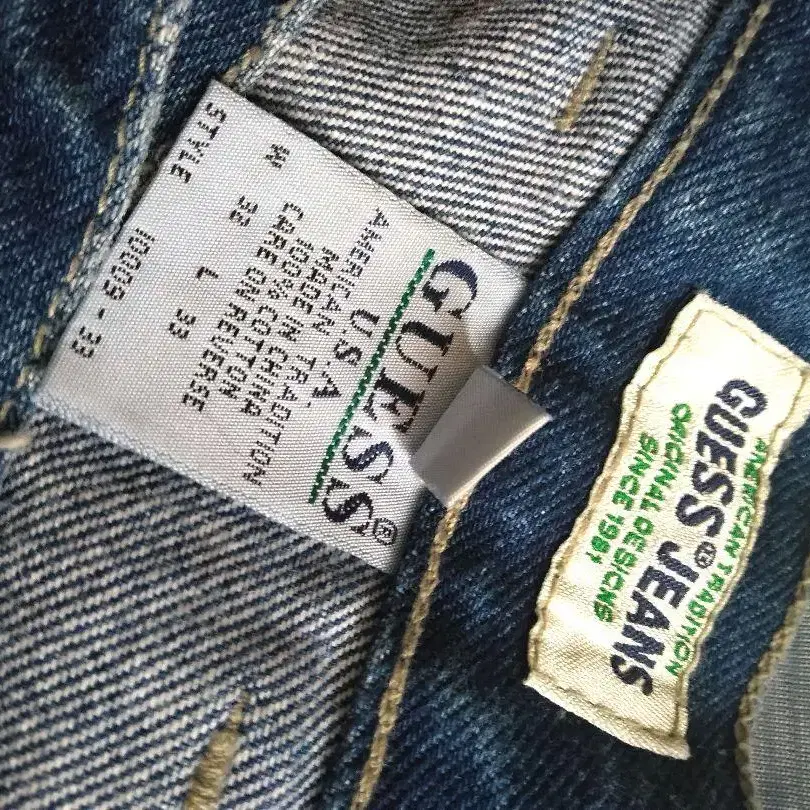 GUESS®
U.S.A.
AMERICAN TRADITION
MADE IN CHINA
100% COTTON
CARE ON REVERSE
W 32 L 33
STYLE 10009 - 33
AMERICAN TRADITION
GUESS® JEANS
ORIGINAL DESIGNS
SINCE 1981